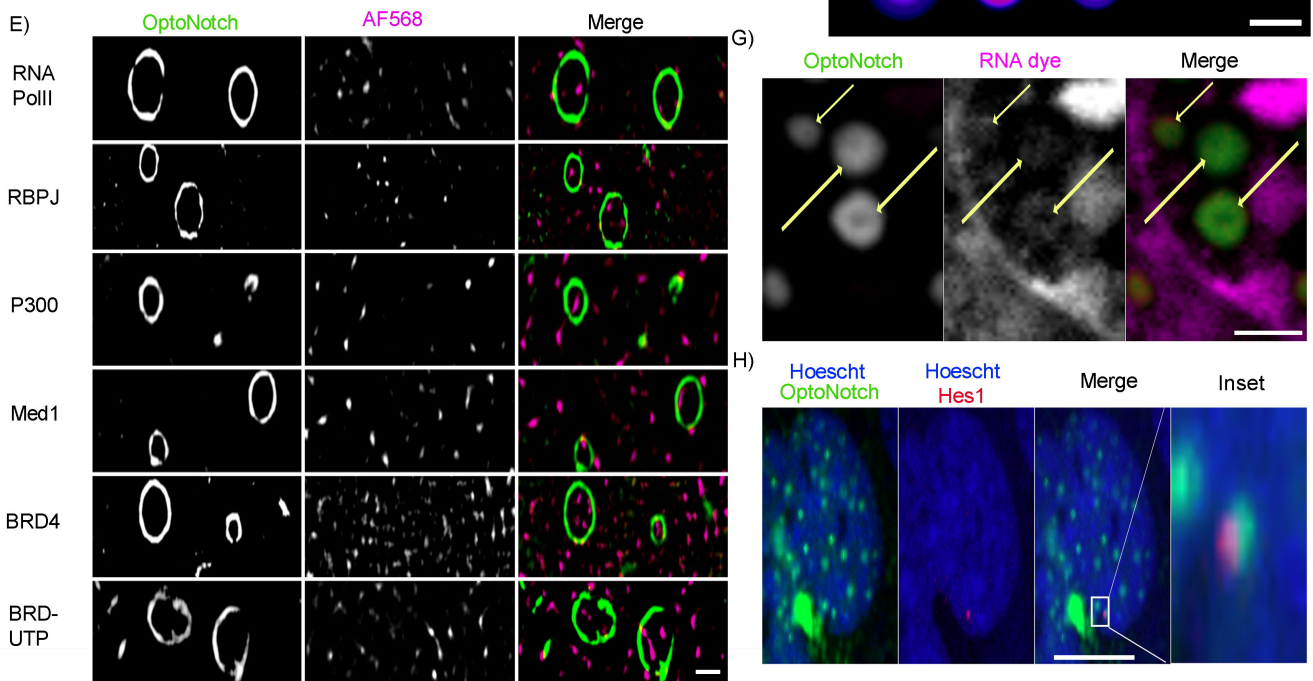 E)
OptoNotch
AF568
Merge
RNA
PolII
RBPJ
P300
Med1
BRD4
BRD-
UTP
G)
OptoNotch
RNA dye
Merge
H)
Hoescht
OptoNotch
Hoescht
Hes1
Merge
Inset